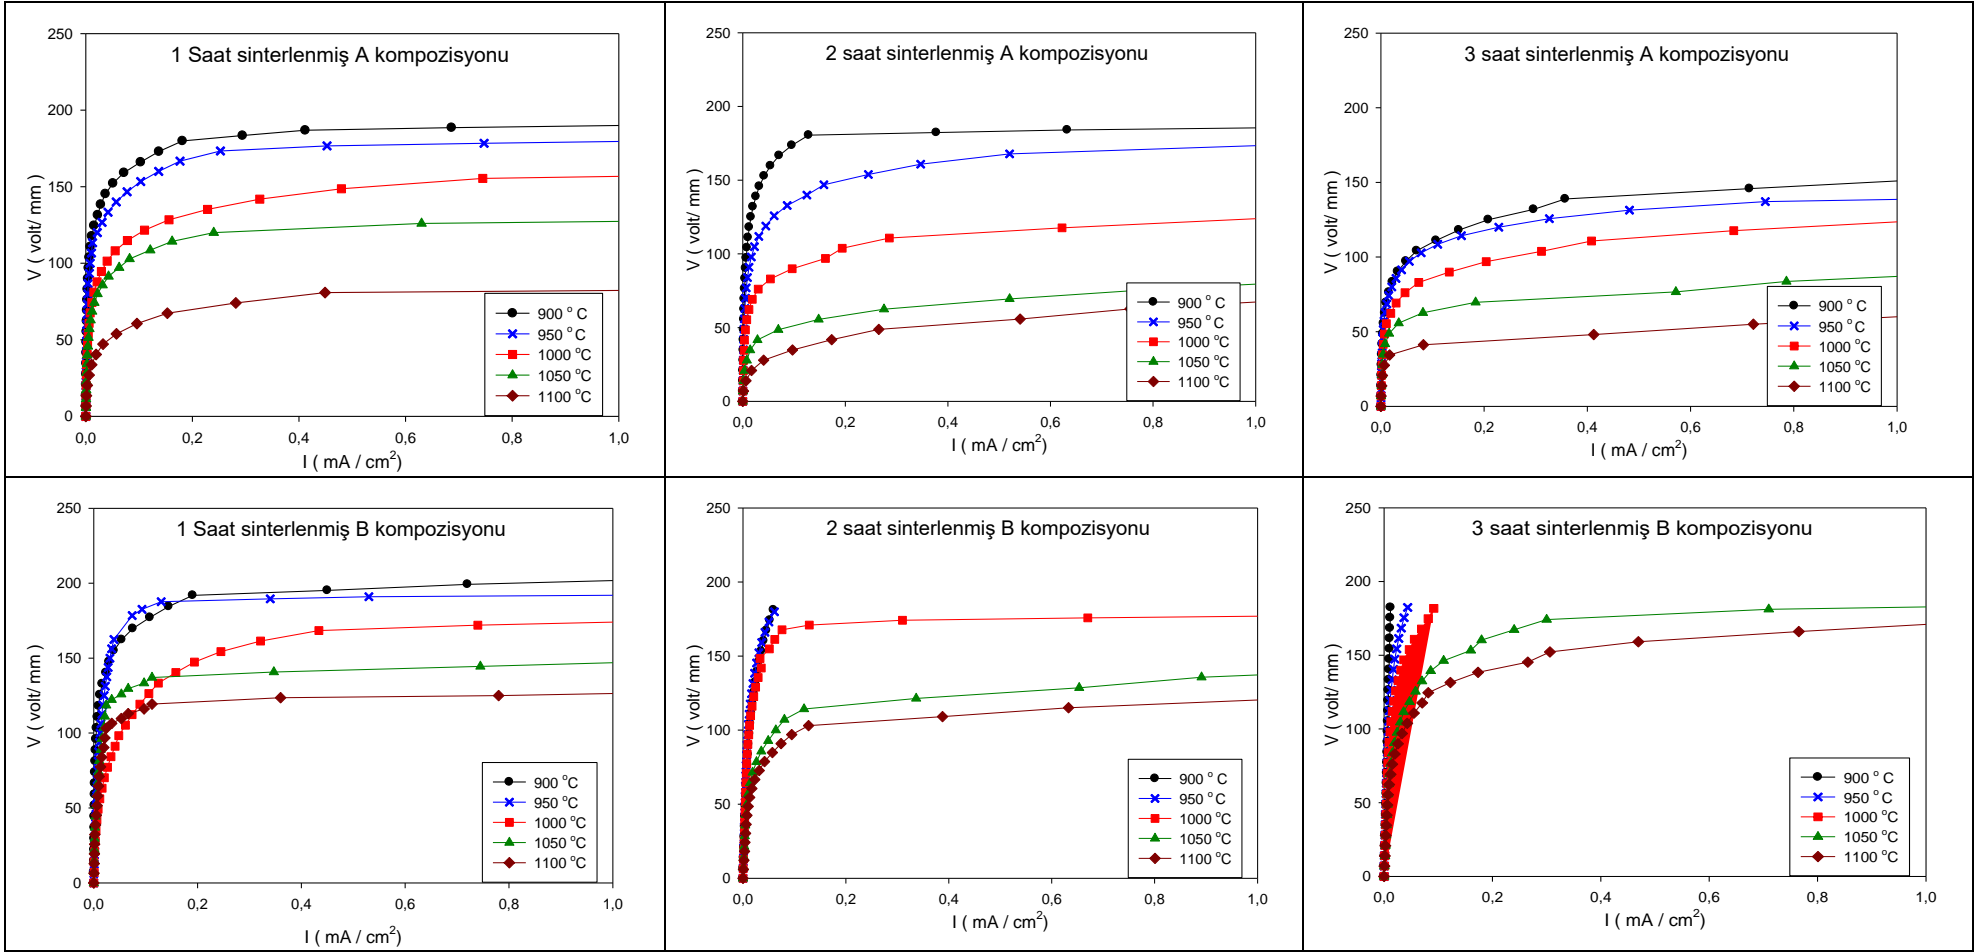 1 Saat sinterlenmiş A kompozisyonu
V ( volt/ mm )
250
200
150
100
50
0
0,0 0,2 0,4 0,6 0,8 1,0
I ( mA / cm2)
900 ° C
950 ° C
1000 °C
1050 °C
1100 °C
2 saat sinterlenmiş A kompozisyonu
V ( volt/ mm )
250
200
150
100
50
0
0,0 0,2 0,4 0,6 0,8 1,0
I ( mA / cm2)
900 ° C
950 ° C
1000 °C
1050 °C
1100 °C
3 saat sinterlenmiş A kompozisyonu
V ( volt/ mm )
250
200
150
100
50
0
0,0 0,2 0,4 0,6 0,8 1,0
I ( mA / cm2)
900 ° C
950 ° C
1000 °C
1050 °C
1100 °C
1 Saat sinterlenmiş B kompozisyonu
V ( volt/ mm )
250
200
150
100
50
0
0,0 0,2 0,4 0,6 0,8 1,0
I ( mA / cm2)
900 °C
950 °C
1000 °C
1050 °C
1100 °C
2 saat sinterlenmiş B kompozisyonu
V ( volt/ mm )
250
200
150
100
50
0
0,0 0,2 0,4 0,6 0,8 1,0
I ( mA / cm2)
900 ° C
950 ° C
1000 °C
1050 °C
1100 °C
3 saat sinterlenmiş B kompozisyonu
V ( volt/ mm )
250
200
150
100
50
0
0,0 0,2 0,4 0,6 0,8 1,0
I ( mA / cm2)
900 ° C
950 ° C
1000 °C
1050 °C
1100 °C